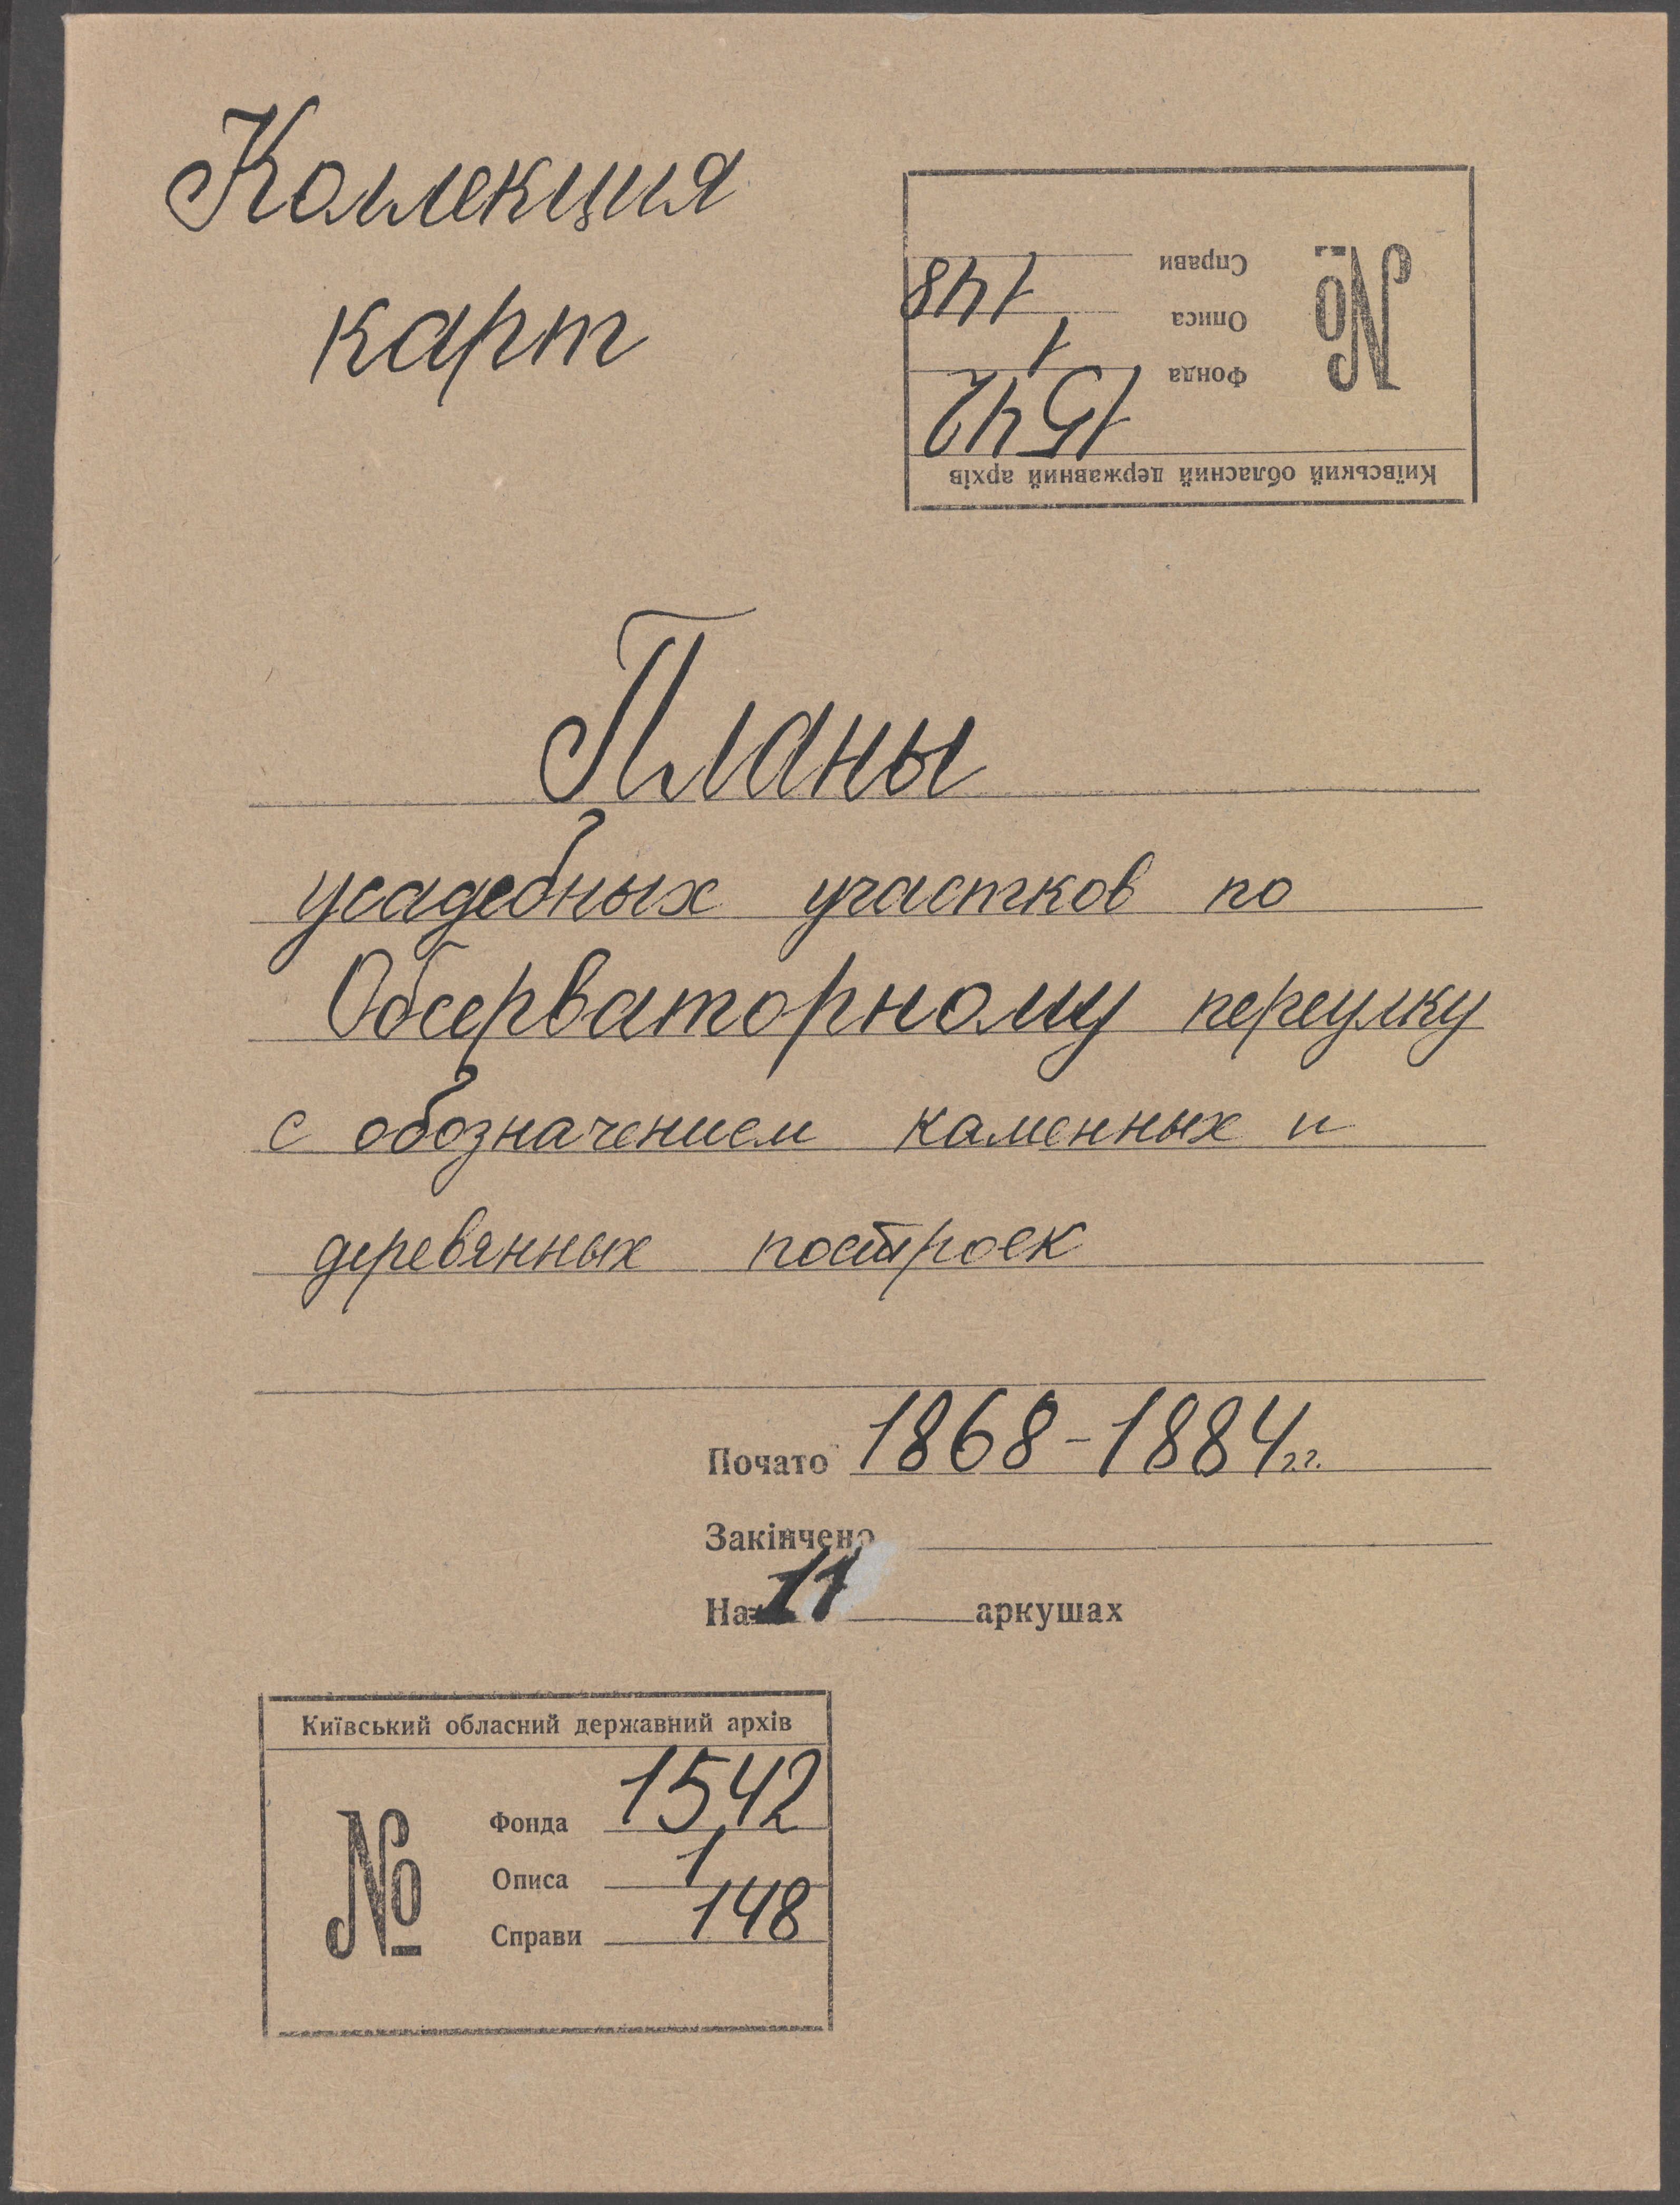 Коллекция
карт
Київський обласний державний архів
№
Фонда 1542
Описа 1
Справи 148
Планы
усадебных участков по
Обсерваторному переулку
с обозначением каменных и
деревянных построек
Почато 1868-1884 г.г.
Закінчено
На 11 аркушах
Київський обласний державний архів
№
Фонда 1542
Описа 1
Справи 148